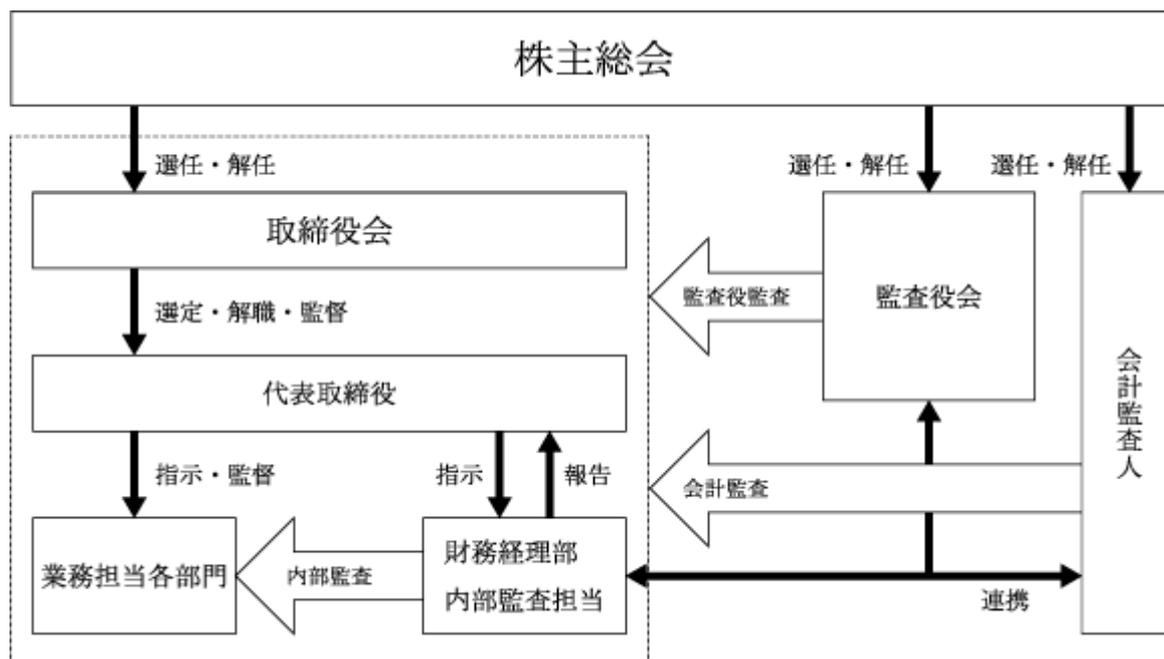 株主総会
選任・解任
選任・解任
選任・解任
取締役会
監査役監査
監査役会
選定・解職・監督
代表取締役
会計監査人
指示・監督
指示
報告
会計監査
業務担当各部門
内部監査
財務経理部
内部監査担当
連携